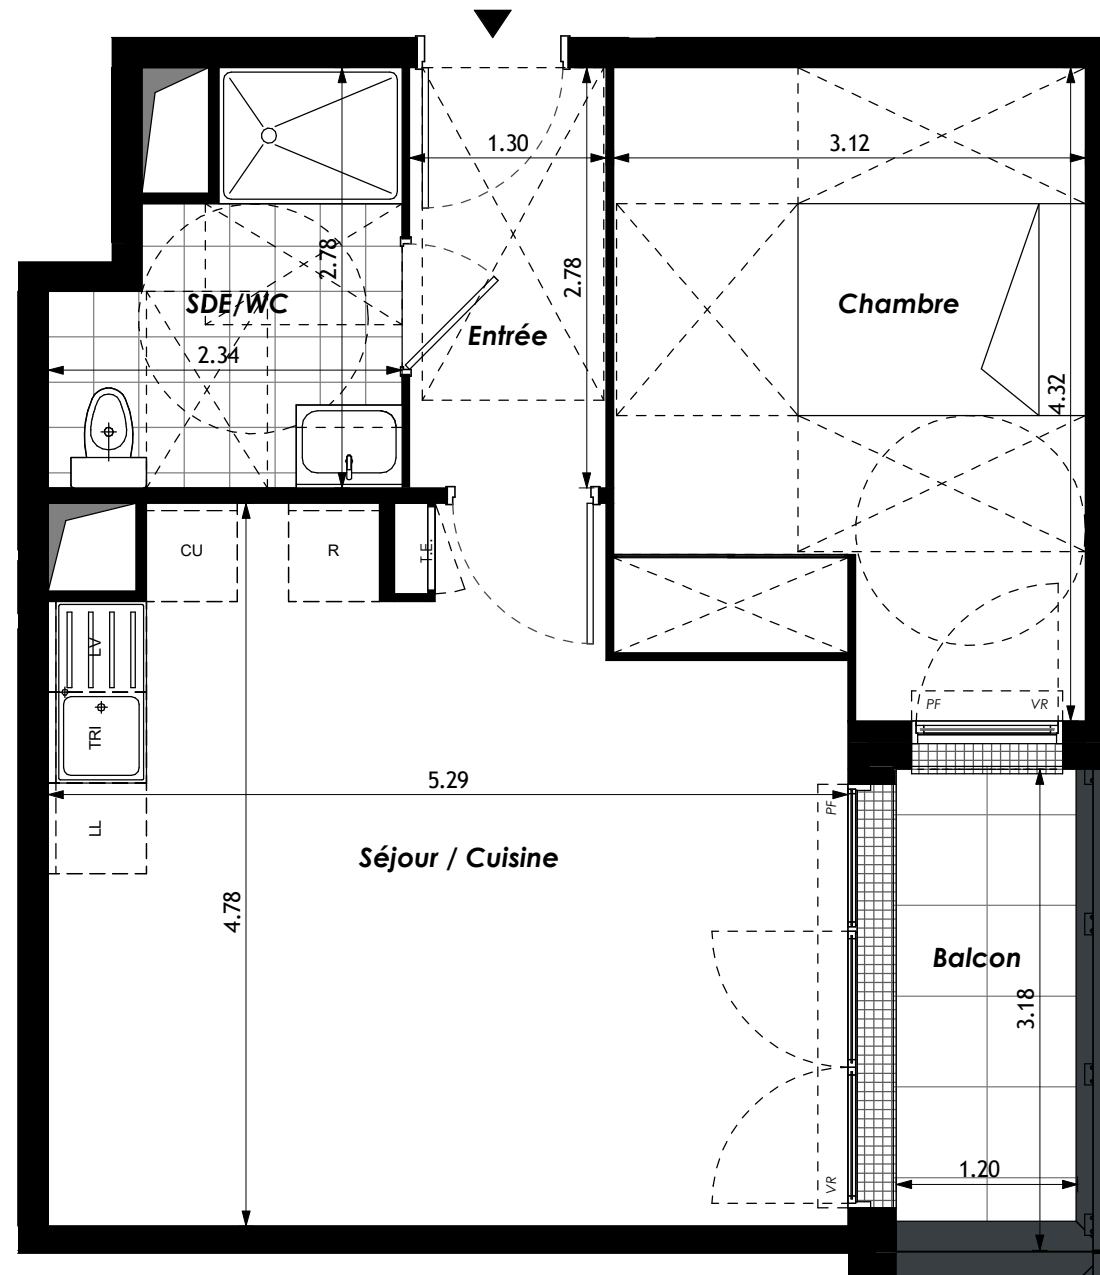 1.30
3.12
2.78
2.78
SDE/WC
Chambre
Entrée
2.34
4.32
CU
R
T.E.
LV
PF
VR
TRI
5.29
PF
LL
Séjour / Cuisine
4.78
Balcon
3.18
1.20
VR